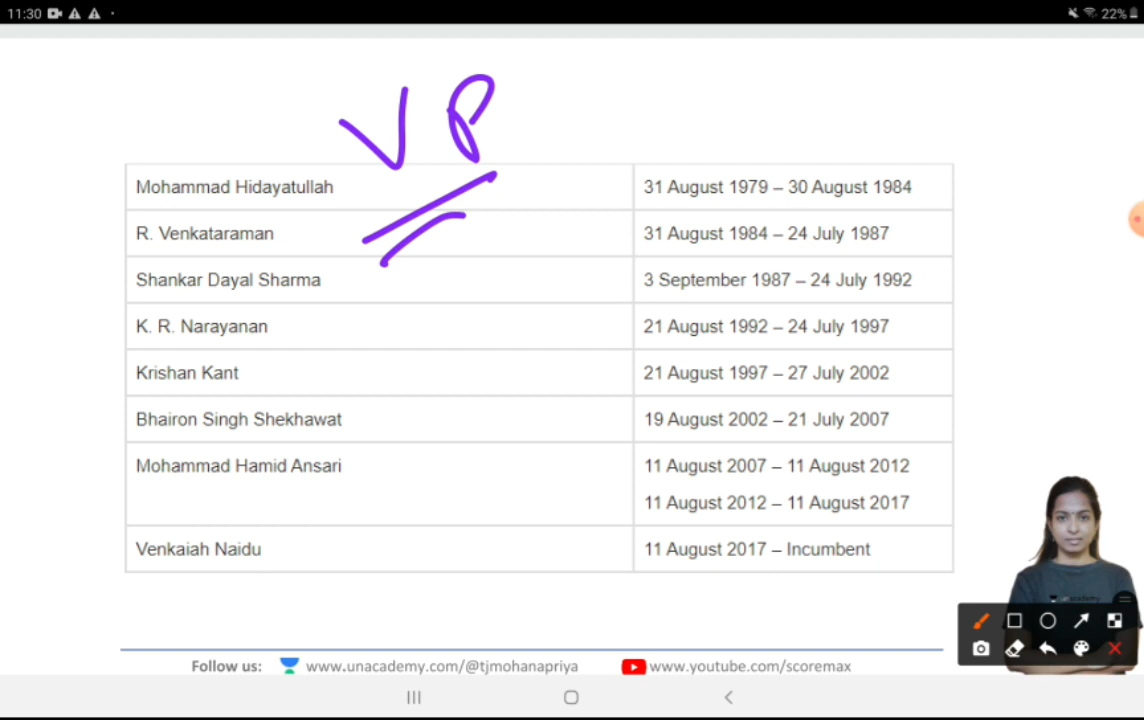 11:30
22%
VP
Mohammad Hidayatullah 31 August 1979 – 30 August 1984
R. Venkataraman 31 August 1984 – 24 July 1987
Shankar Dayal Sharma 3 September 1987 – 24 July 1992
K. R. Narayanan 21 August 1992 – 24 July 1997
Krishan Kant 21 August 1997 – 27 July 2002
Bhairon Singh Shekhawat 19 August 2002 – 21 July 2007
Mohammad Hamid Ansari 11 August 2007 – 11 August 2012
11 August 2012 – 11 August 2017
Venkaiah Naidu 11 August 2017 – Incumbent
unacademy
Follow us: www.unacademy.com/@tjmohanapriya www.youtube.com/scoremax